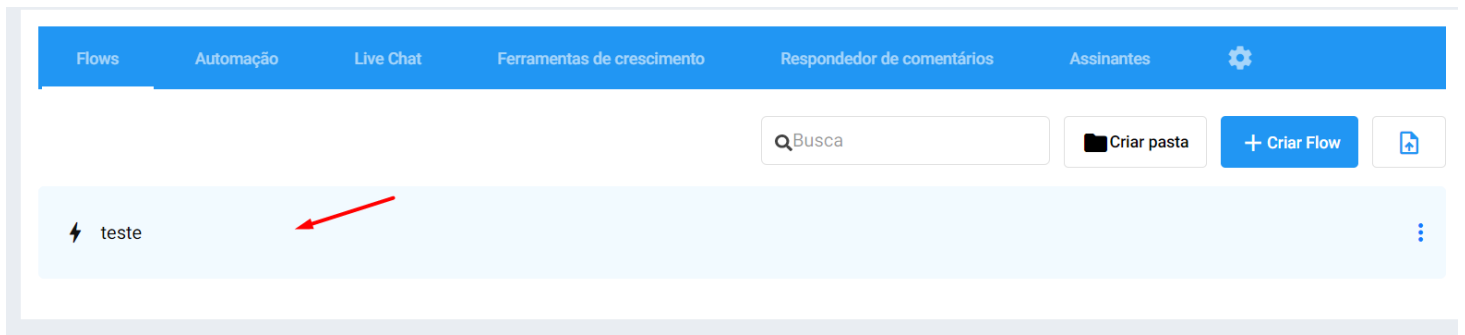 Flows Automação Live Chat Ferramentas de crescimento Respondedor de comentários Assinantes
Busca Criar pasta + Criar Flow
teste